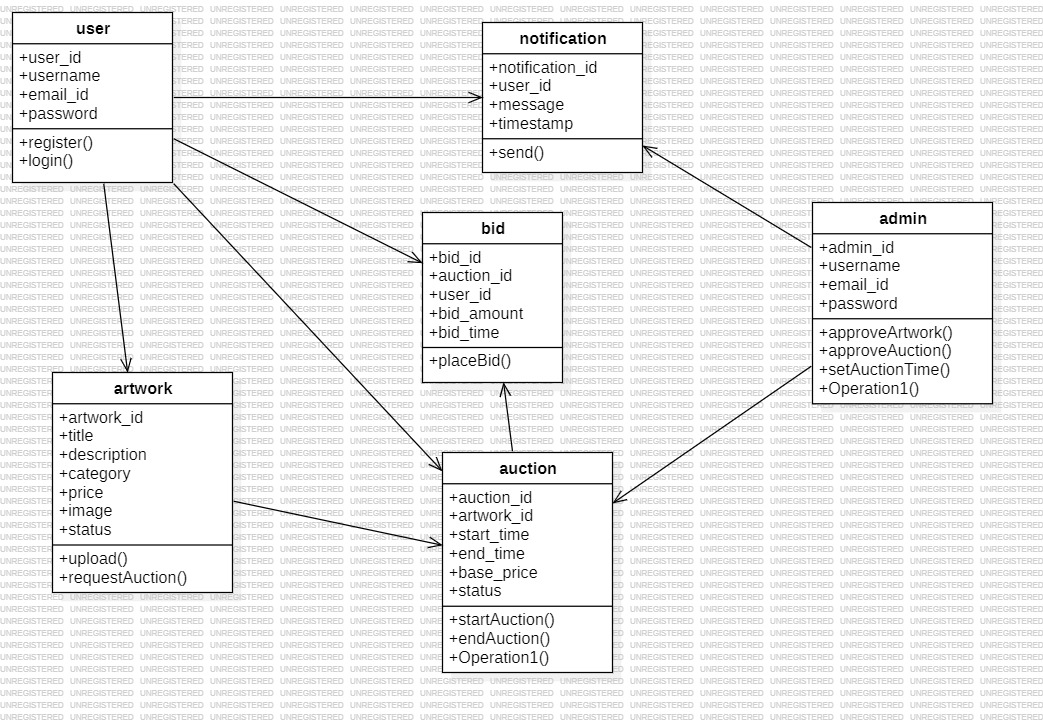 user
+user_id
+username
+email_id
+password
+register()
+login()
notification
+notification_id
+user_id
+message
+timestamp
+send()
bid
+bid_id
+auction_id
+user_id
+bid_amount
+bid_time
+placeBid()
admin
+admin_id
+username
+email_id
+password
+approveArtwork()
+approveAuction()
+setAuctionTime()
+Operation1()
artwork
+artwork_id
+title
+description
+category
+price
+image
+status
+upload()
+requestAuction()
auction
+auction_id
+artwork_id
+start_time
+end_time
+base_price
+status
+startAuction()
+endAuction()
+Operation1()
UNREGISTERED